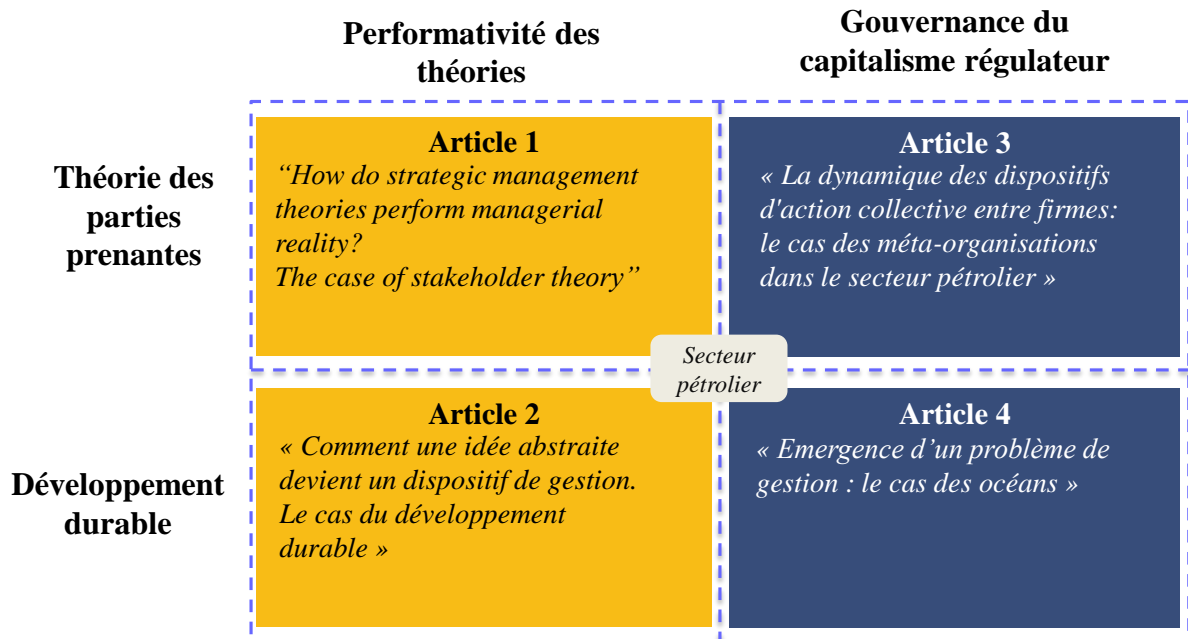 Performativité des
théories
Gouvernance du
capitalisme régulateur
Théorie des
parties
prenantes
Article 1
“How do strategic management
theories perform managerial
reality?
The case of stakeholder theory”
Article 3
« La dynamique des dispositifs
d'action collective entre firmes:
le cas des méta-organisations
dans le secteur pétrolier »
Secteur
pétrolier
Développement
durable
Article 2
« Comment une idée abstraite
devient un dispositif de gestion.
Le cas du développement
durable »
Article 4
« Emergence d’un problème de
gestion : le cas des océans »